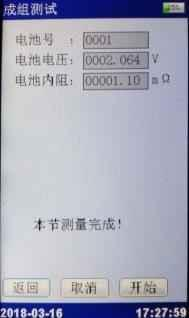 成组测试
电池号 ：0001
电池电压：0002.064 V
电池内阻：00001.10 mΩ
本节测量完成！
返回 取消 开始
2018-03-16 17:27:59